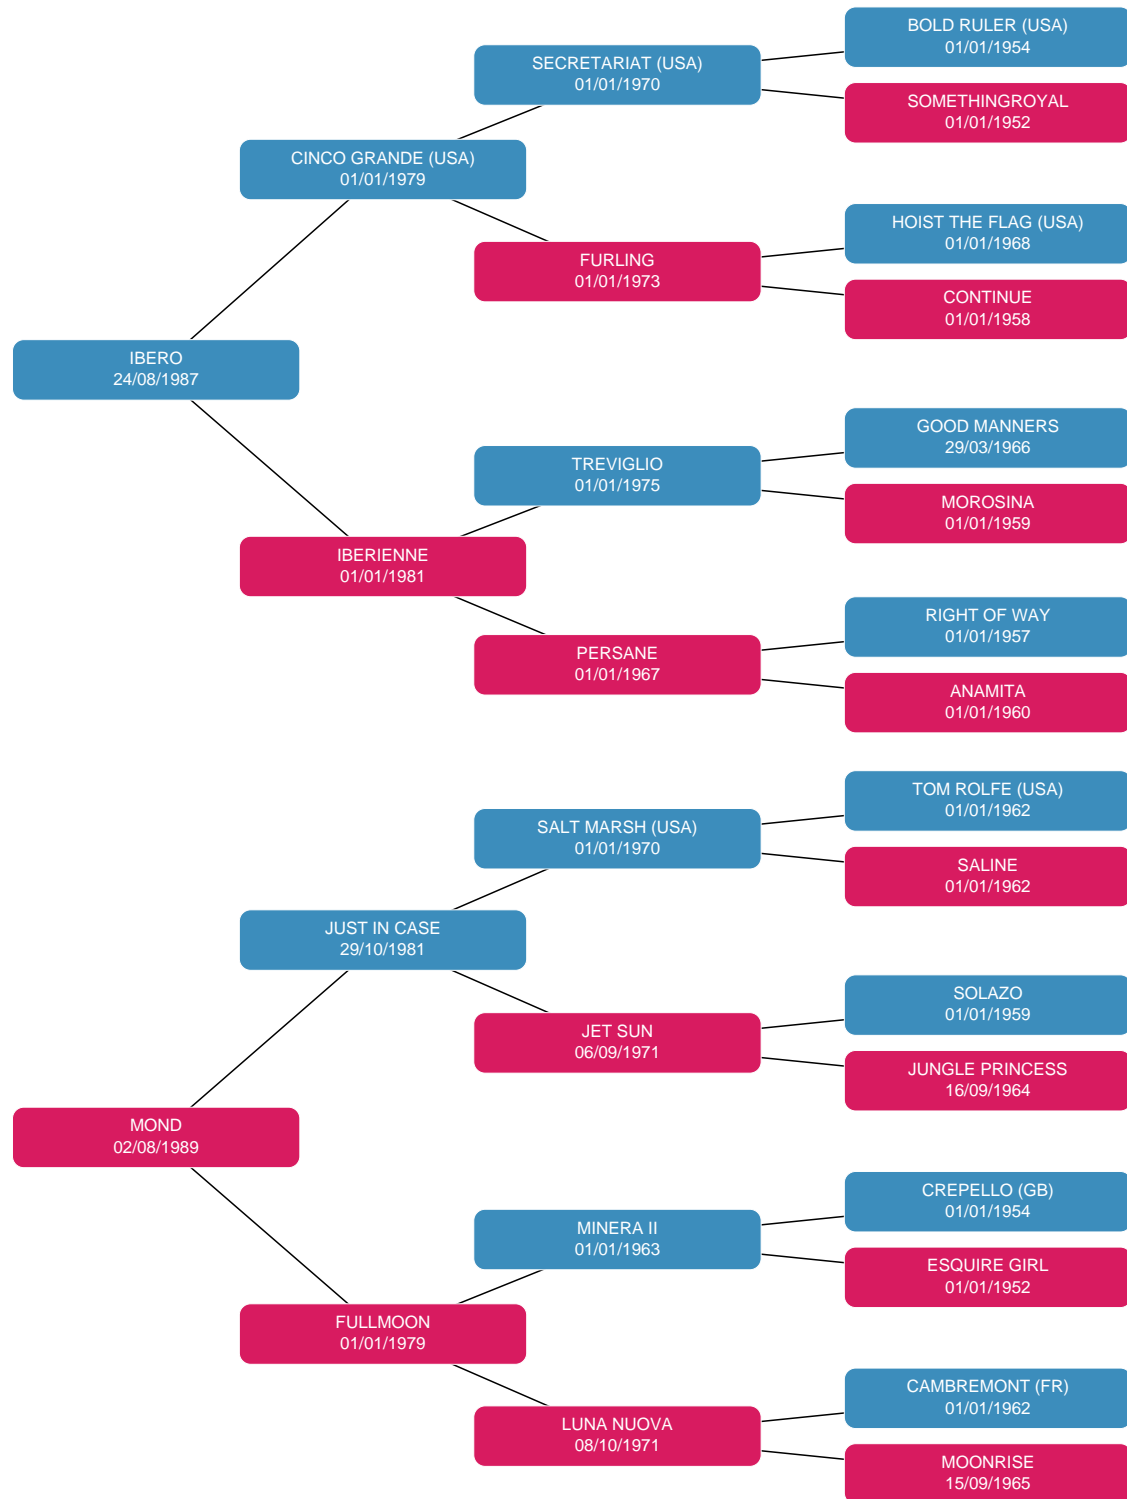 BOLD RULER (USA)
01/01/1954
SECRETARIAT (USA)
01/01/1970
SOMETHINGROYAL
01/01/1952
CINCO GRANDE (USA)
01/01/1979
HOIST THE FLAG (USA)
01/01/1968
FURLING
01/01/1973
CONTINUE
01/01/1958
IBERO
24/08/1987
GOOD MANNERS
29/03/1966
TREVIGLIO
01/01/1975
MOROSINA
01/01/1959
IBERIENNE
01/01/1981
RIGHT OF WAY
01/01/1957
PERSANE
01/01/1967
ANAMITA
01/01/1960
TOM ROLFE (USA)
01/01/1962
SALT MARSH (USA)
01/01/1970
SALINE
01/01/1962
JUST IN CASE
29/10/1981
SOLAZO
01/01/1959
JET SUN
06/09/1971
JUNGLE PRINCESS
16/09/1964
MOND
02/08/1989
CREPELLO (GB)
01/01/1954
MINERA II
01/01/1963
ESQUIRE GIRL
01/01/1952
FULLMOON
01/01/1979
CAMBREMONT (FR)
01/01/1962
LUNA NUOVA
08/10/1971
MOONRISE
15/09/1965